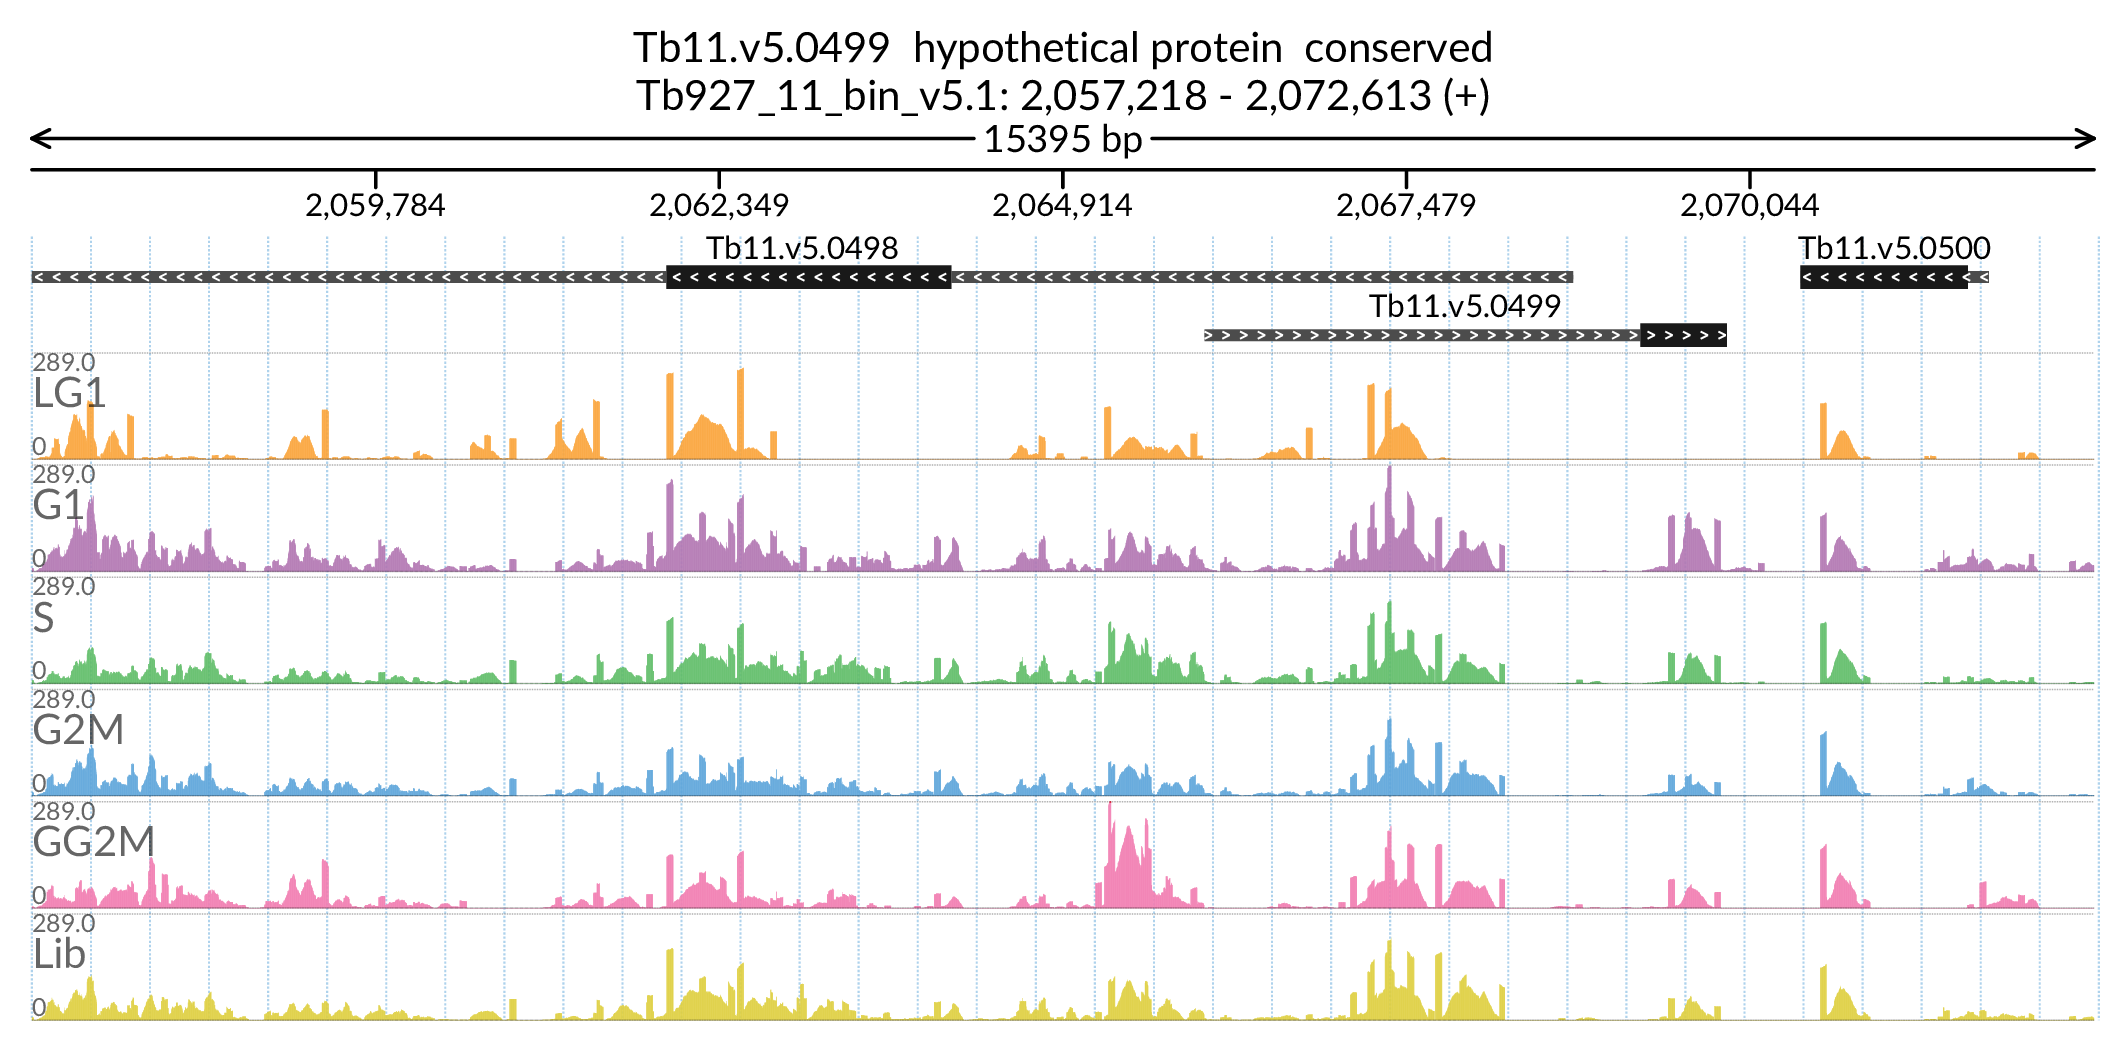 Tb11.v5.0499 hypothetical protein conserved
Tb927_11_bin_v5.1: 2,057,218 - 2,072,613 (+)
15395 bp
2,059,784 2,062,349 2,064,914 2,067,479 2,070,044
Tb11.v5.0498 Tb11.v5.0500
Tb11.v5.0499
289.0
LG1
0
289.0
G1
0
289.0
S
0
289.0
G2M
0
289.0
GG2M
0
289.0
Lib
0